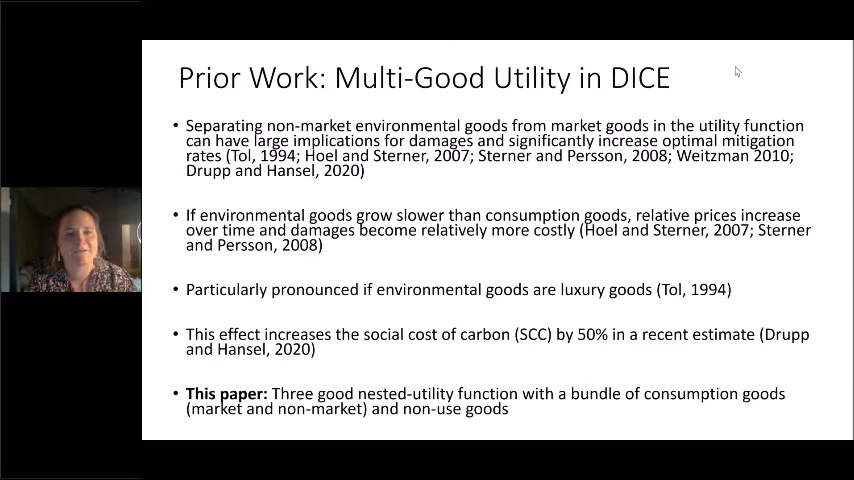 Prior Work: Multi-Good Utility in DICE
• Separating non-market environmental goods from market goods in the utility function
can have large implications for damages and significantly increase optimal mitigation
rates (Tol, 1994; Hoel and Sterner, 2007; Sterner and Persson, 2008; Weitzman 2010;
Drupp and Hansel, 2020)
• If environmental goods grow slower than consumption goods, relative prices increase
over time and damages become relatively more costly (Hoel and Sterner, 2007; Sterner
and Persson, 2008)
• Particularly pronounced if environmental goods are luxury goods (Tol, 1994)
• This effect increases the social cost of carbon (SCC) by 50% in a recent estimate (Drupp
and Hansel, 2020)
• This paper: Three good nested-utility function with a bundle of consumption goods
(market and non-market) and non-use goods